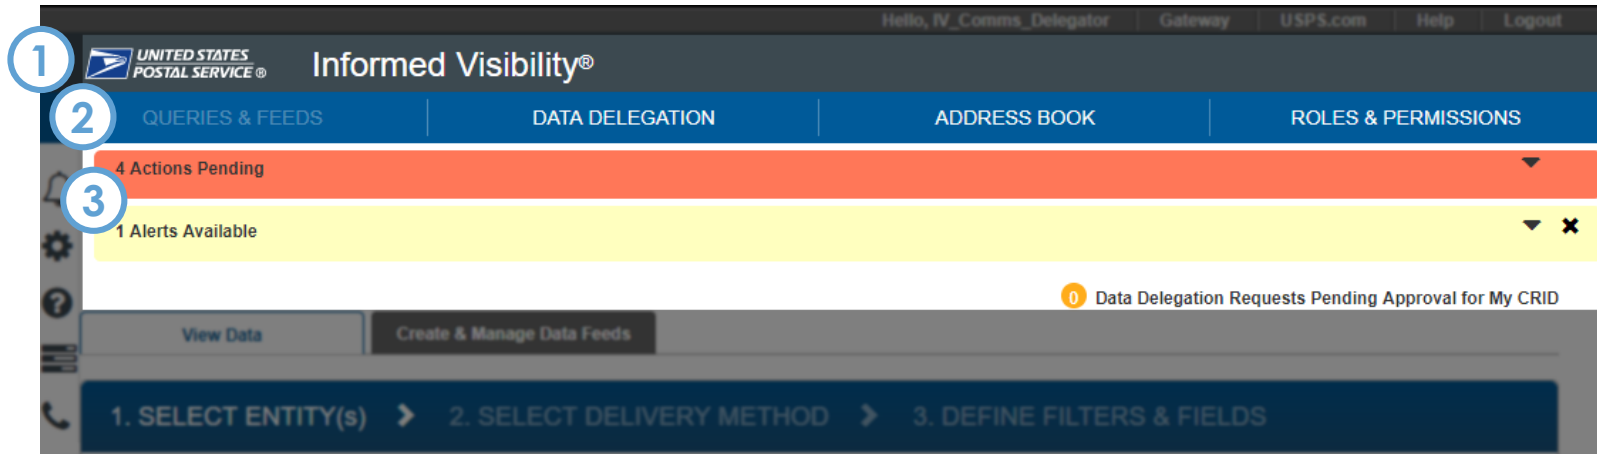 Hello, IV_Comms_Delegator Gateway USPS.com Help Logout
1 UNITED STATES POSTAL SERVICE ® Informed Visibility®
2 QUERIES & FEEDS DATA DELEGATION ADDRESS BOOK ROLES & PERMISSIONS
4 Actions Pending
3
1 Alerts Available
0 Data Delegation Requests Pending Approval for My CRID
View Data Create & Manage Data Feeds
1. SELECT ENTITY(s) 2. SELECT DELIVERY METHOD 3. DEFINE FILTERS & FIELDS